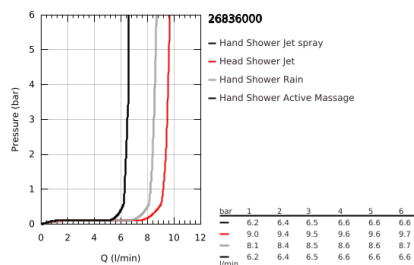 26836000
Hand Shower Jet spray
Head Shower Jet
Hand Shower Rain
Hand Shower Active Massage
Pressure (bar)
6
5
4
3
2
1
0
0 2 4 6 8 10 12
Q (l/min)
bar 1 2 3 4 5 6
6.2 6.4 6.5 6.6 6.6 6.6
9.0 9.4 9.5 9.6 9.6 9.7
8.1 8.4 8.5 8.6 8.6 8.7
6.2 6.4 6.5 6.6 6.6 6.6
l/min